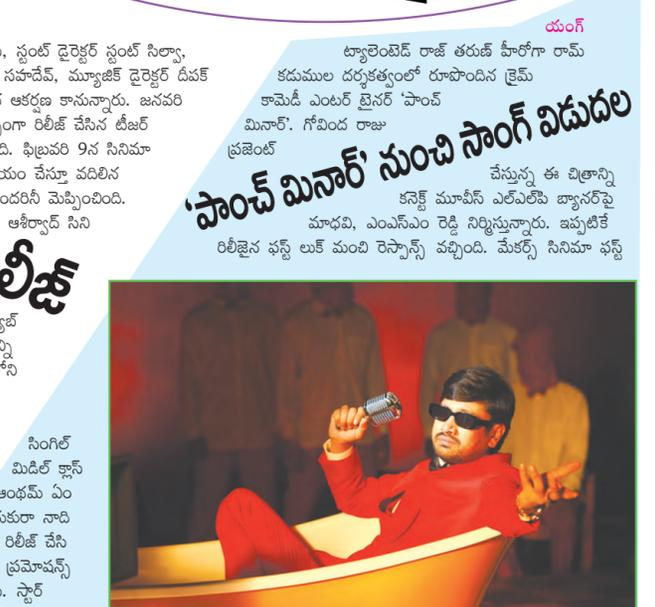 , స్టంట్ డైరెక్టర్ స్టంట్ సిల్వా,
సహదేవ్, మ్యూజిక్ డైరెక్టర్ దీపక్
ఆకర్షణ కానున్నారు. జనవరి
ంగా రిలీజ్ చేసిన టీజర్
ది. ఫిబ్రవరి 9న సినిమా
యం చేస్తూ వదిలిన
ందరినీ మెప్పించింది.
ఆశీర్వాద్ సిని
లీజ్
న్ని
సింగిల్
మిడిల్ క్లాస్
ఆంథమ్ ఏం
కురా నాది
రిలీజ్ చేసి
ప్రమోషన్స్
. స్టార్
యంగ్
ట్యాలెంటెడ్ రాజ్ తరుణ్ హీరోగా రామ్
కడుముల దర్శకత్వంలో రూపొందిన క్రైమ్
కామెడీ ఎంటర్ టైనర్ ‘పాంచ్
మినార్’. గోవింద రాజు
ప్రజెంట్
‘పాంచ్ మినార్’ నుంచి సాంగ్ విడుదల
చేస్తున్న ఈ చిత్రాన్ని
కనెక్ట్ మూవీస్ ఎల్ఎల్‌పి బ్యానర్‌పై
మాధవి, ఎంఎస్ఎం రెడ్డి నిర్మిస్తున్నారు. ఇప్పటికే
రిలీజైన ఫస్ట్ లుక్ మంచి రెస్పాన్స్ వచ్చింది. మేకర్స్ సినిమా ఫస్ట్